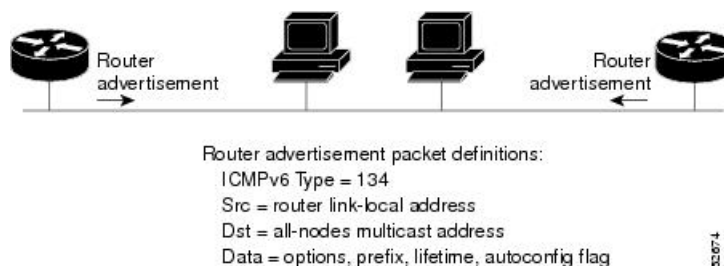 Router
advertisement
Router
advertisement
Router advertisement packet definitions:
ICMPv6 Type = 134
Src = router link-local address
Dst = all-nodes multicast address
Data = options, prefix, lifetime, autoconfig flag